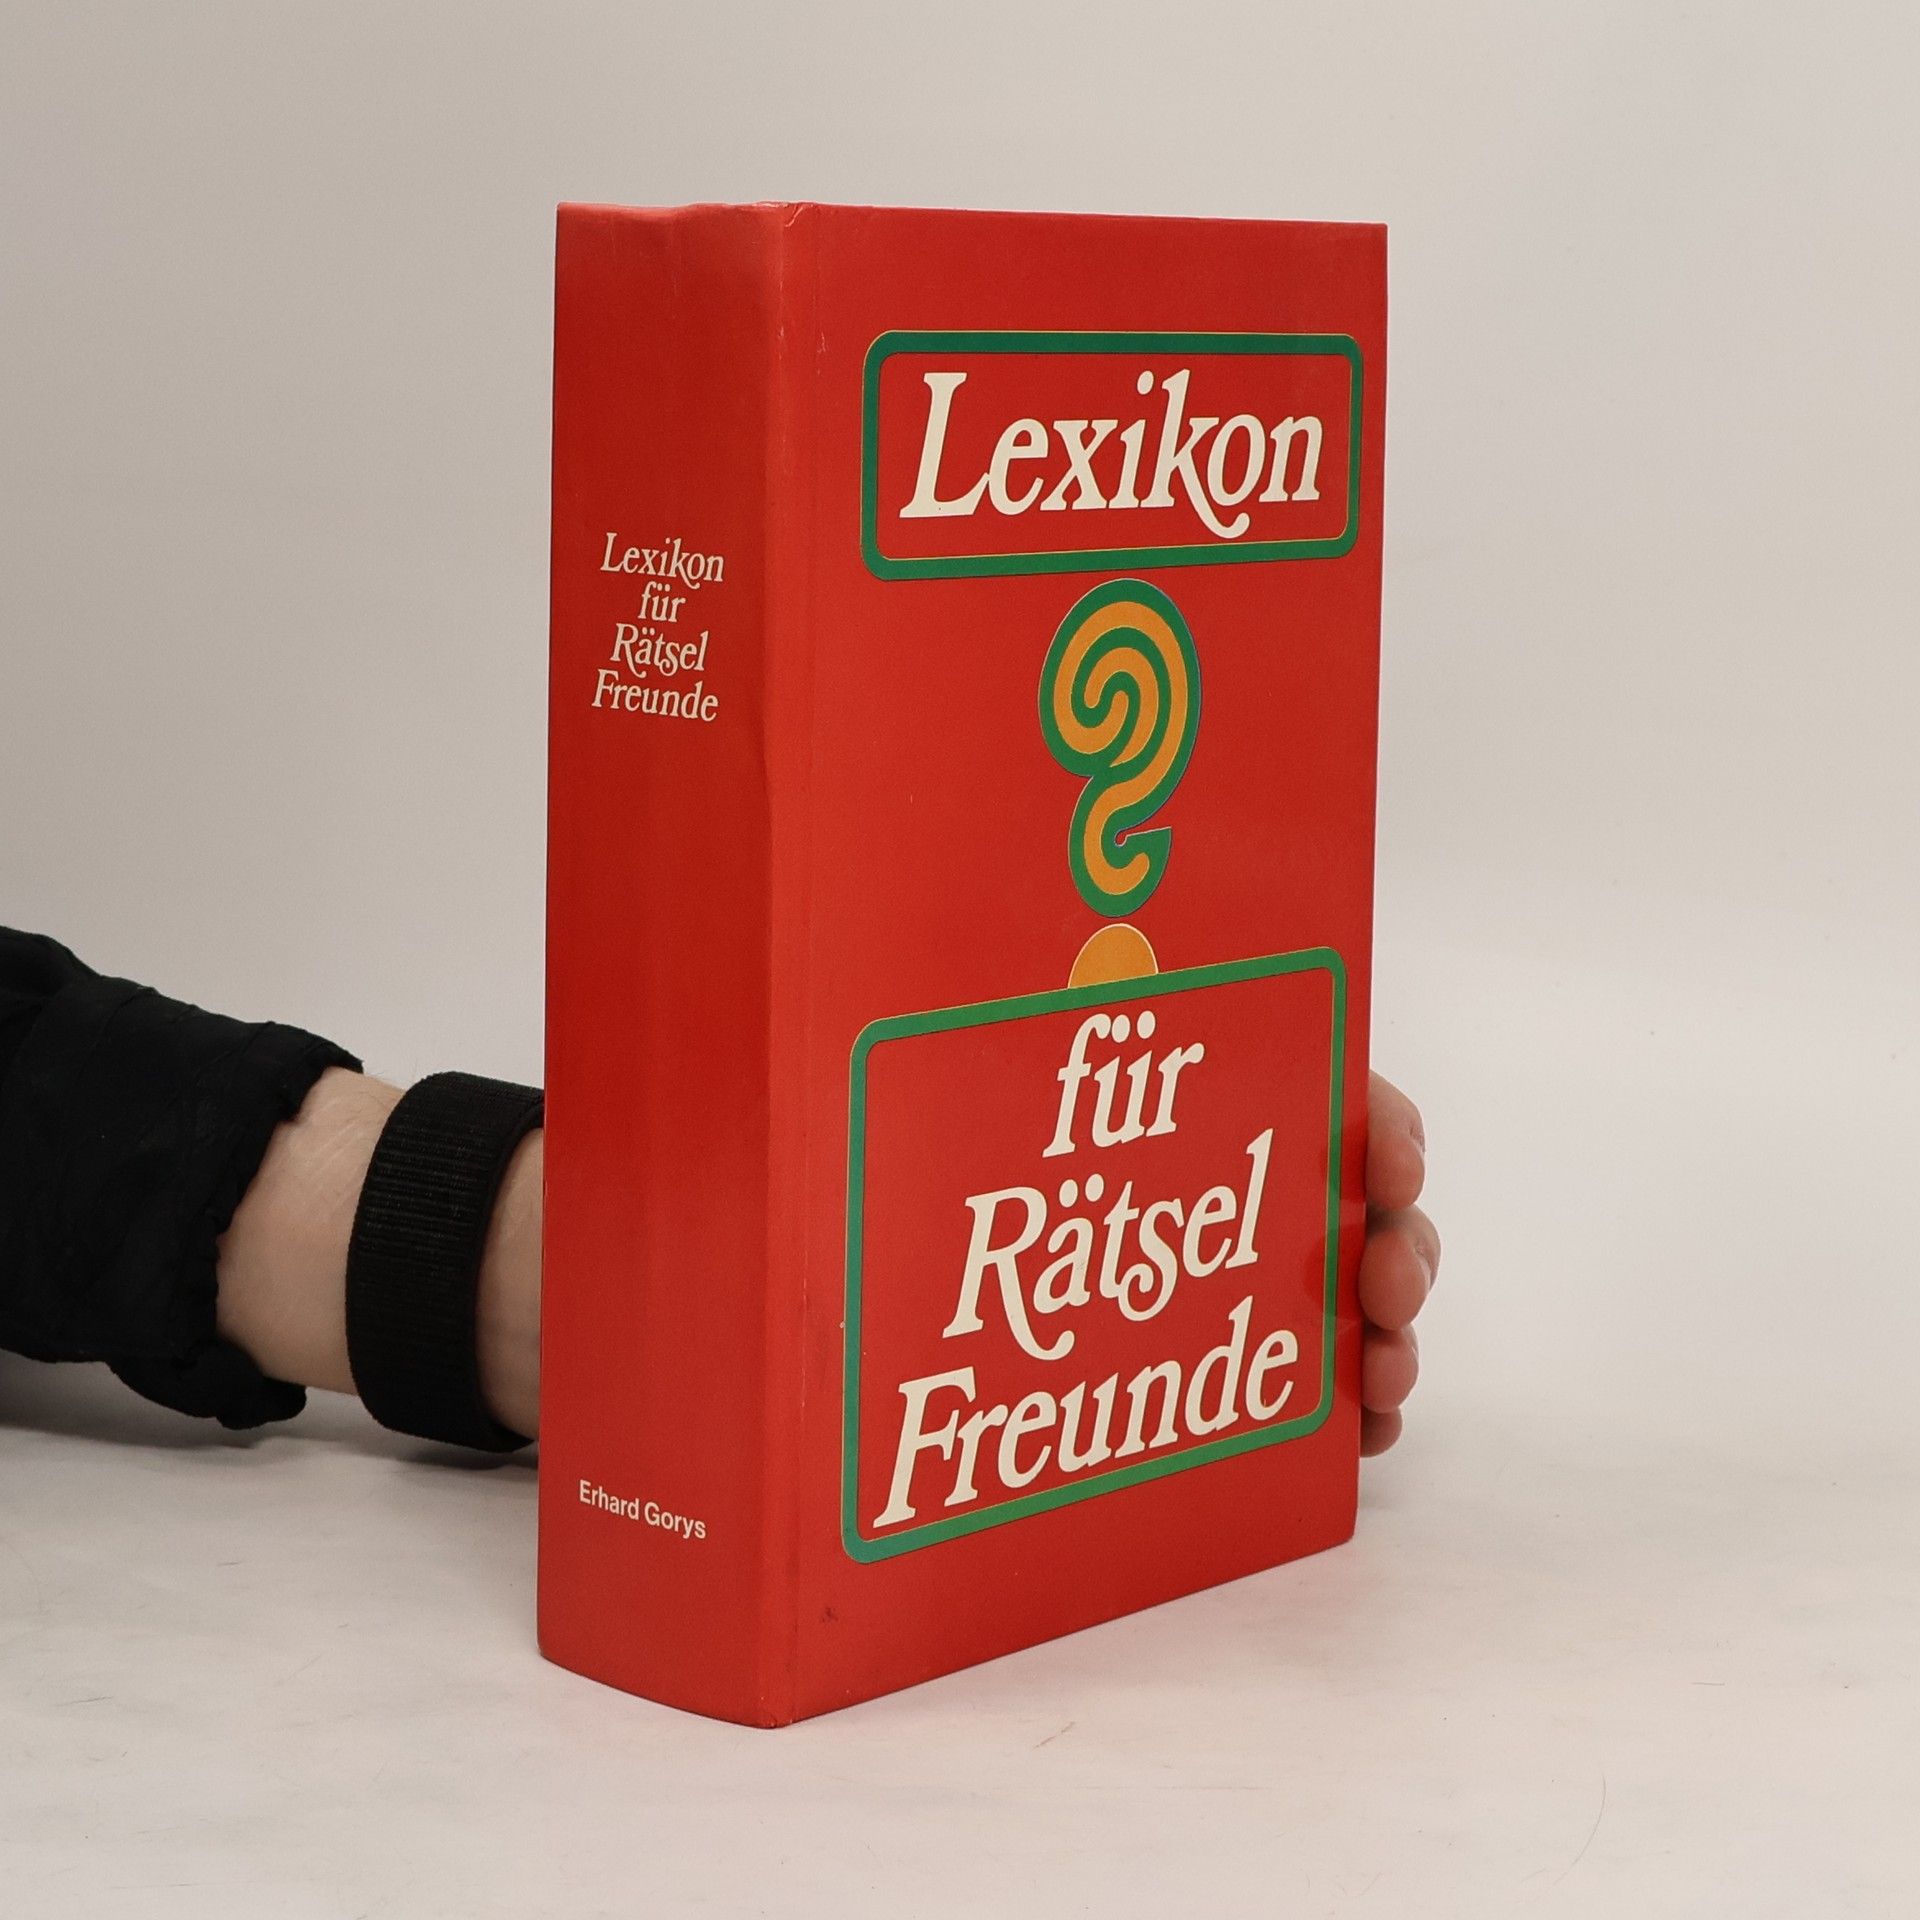 Lexikon
für
Rätsel
Freunde
Erhard Gorys
Lexikon
für
Rätsel
Freunde